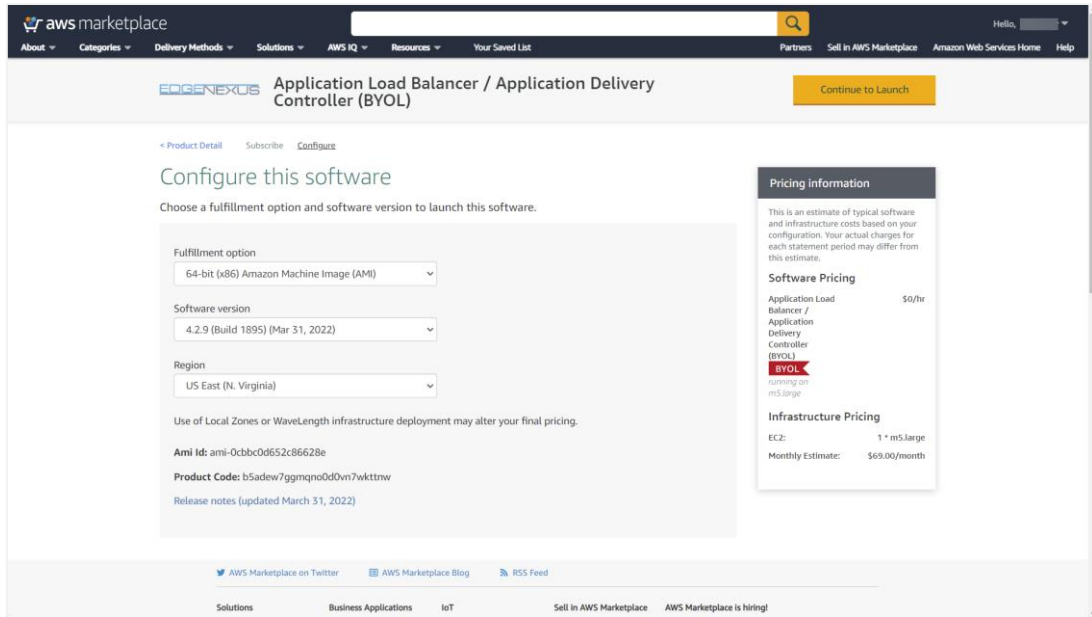 aws marketplace
Hello,
About
Categories
Delivery Methods
Solutions
AWS IQ
Resources
Your Saved List
Partners
Sell in AWS Marketplace
Amazon Web Services Home
Help
EDGENEXUS
Application Load Balancer / Application Delivery
Controller (BYOL)
Continue to Launch
< Product Detail
Subscribe
Configure
Configure this software
Choose a fulfillment option and software version to launch this software.
Fulfillment option
64-bit (x86) Amazon Machine Image (AMI)
Software version
4.2.9 (Build 1895) (Mar 31, 2022)
Region
US East (N. Virginia)
Use of Local Zones or WaveLength infrastructure deployment may alter your final pricing.
Ami Id: ami-0cbbc0d652c86628e
Product Code: b5adew7ggmqno0d0vn7wkttnw
Release notes (updated March 31, 2022)
Pricing information
This is an estimate of typical software
and infrastructure costs based on your
configuration. Your actual charges for
each statement period may differ from
this estimate.
Software Pricing
Application Load $0/hr
Balancer /
Application
Delivery
Controller
(BYOL)
BYOL
running on
m5.large
Infrastructure Pricing
EC2: 1 * m5.large
Monthly Estimate: $69.00/month
AWS Marketplace on Twitter
AWS Marketplace Blog
RSS Feed
Solutions
Business Applications
IoT
Sell in AWS Marketplace
AWS Marketplace is hiring!